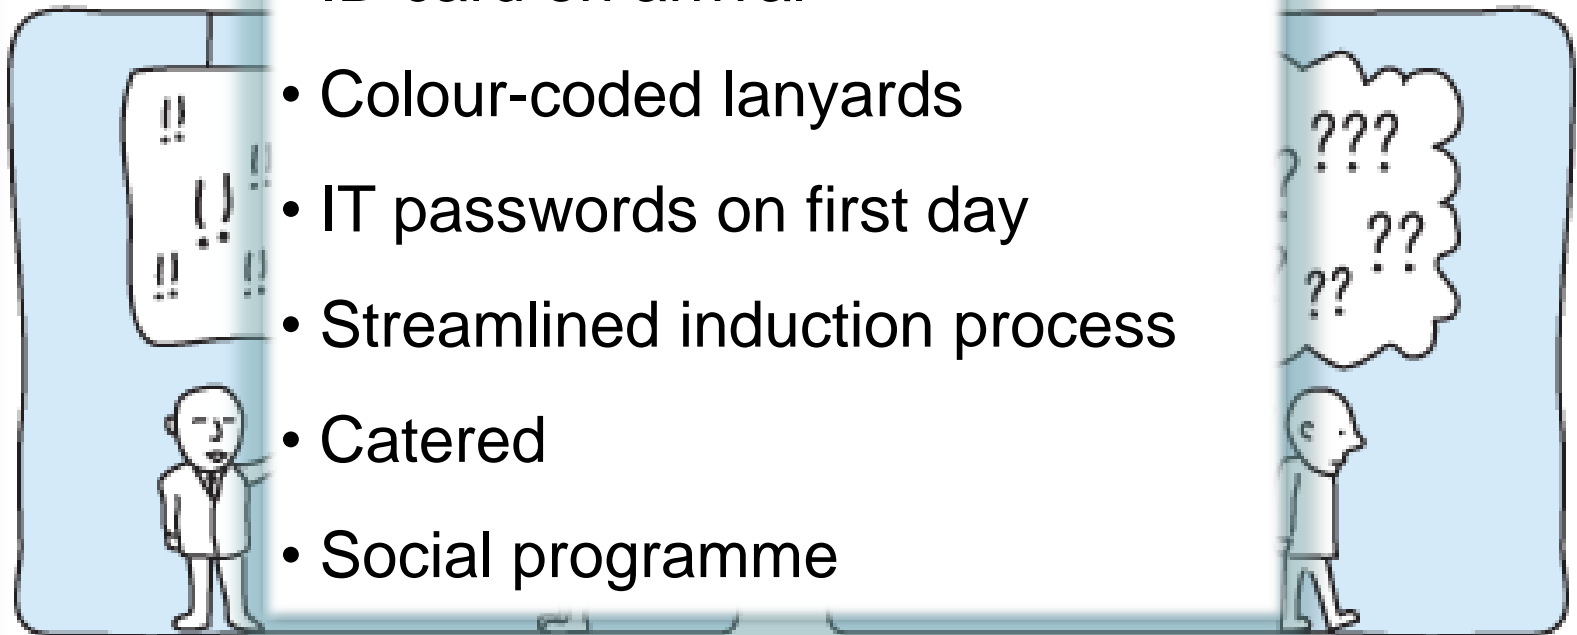 • Colour-coded lanyards
• IT passwords on first day
• Streamlined induction process
• Catered
• Social programme
!!
!!
!!
!!
!!
???
??
??